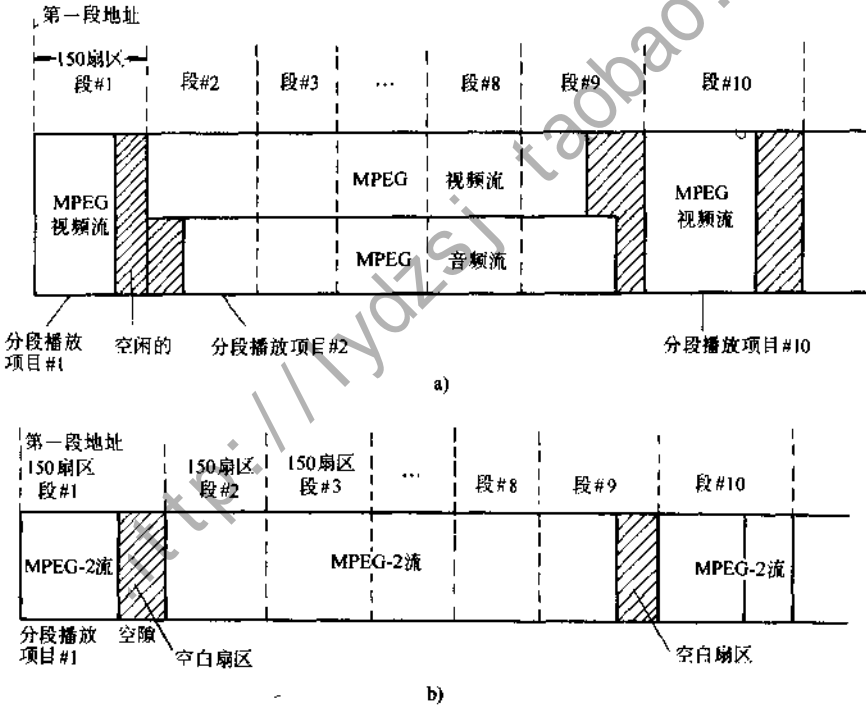 第一段地址
150扇区
段#1 段#2 段#3 … 段#8 段#9 段#10
MPEG
视频流
MPEG 视频流
MPEG
视频流
MPEG 音频流
分段播放
项目#1
空闲的
分段播放项目#2
分段播放项目#10
a)
第一段地址
150扇区
段#1
150扇区
段#2
150扇区
段#3
…
段#8
段#9
段#10
MPEG-2流
MPEG-2流
MPEG-2流
分段播放
项目#1
空隙
空白扇区
空白扇区
b)
http://lydzsj taobao.